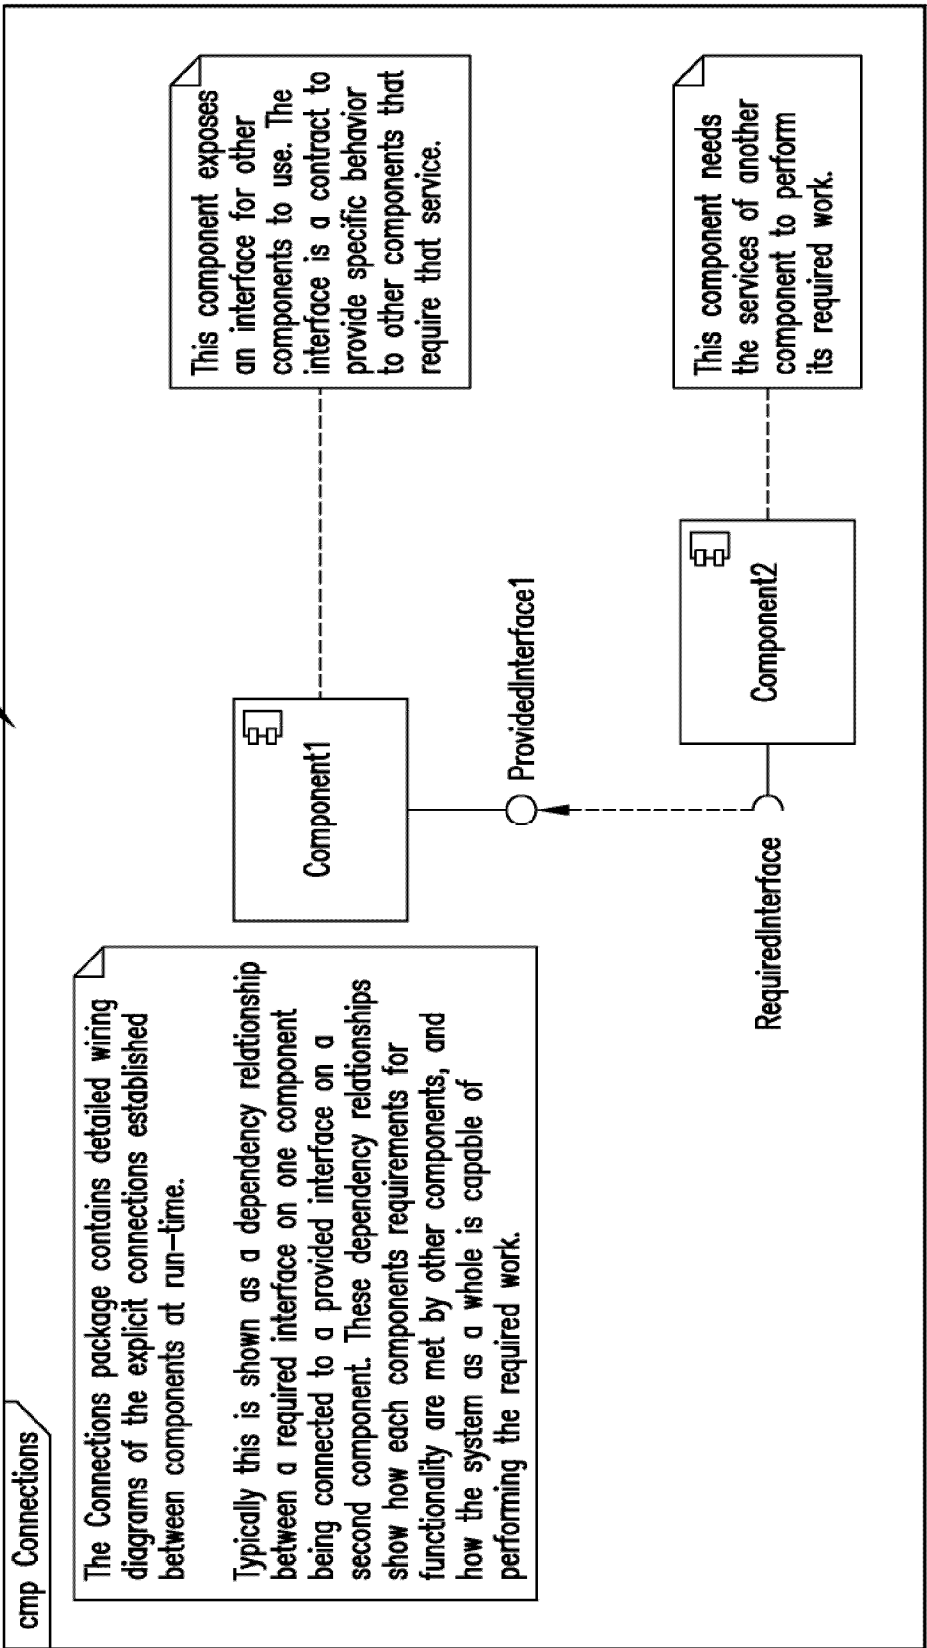 cmp Connections
The Connections package contains detailed wiring
diagrams of the explicit connections established
between components at run-time.
Typically this is shown as a dependency relationship
between a required interface on one component
being connected to a provided interface on a
second component. These dependency relationships
show how each components requirements for
functionality are met by other components, and
how the system as a whole is capable of
performing the required work.
Component1
This component exposes
an interface for other
components to use. The
interface is a contract to
provide specific behavior
to other components that
require that service.
ProvidedInterface1
RequiredInterface
Component2
This component needs
the services of another
component to perform
its required work.